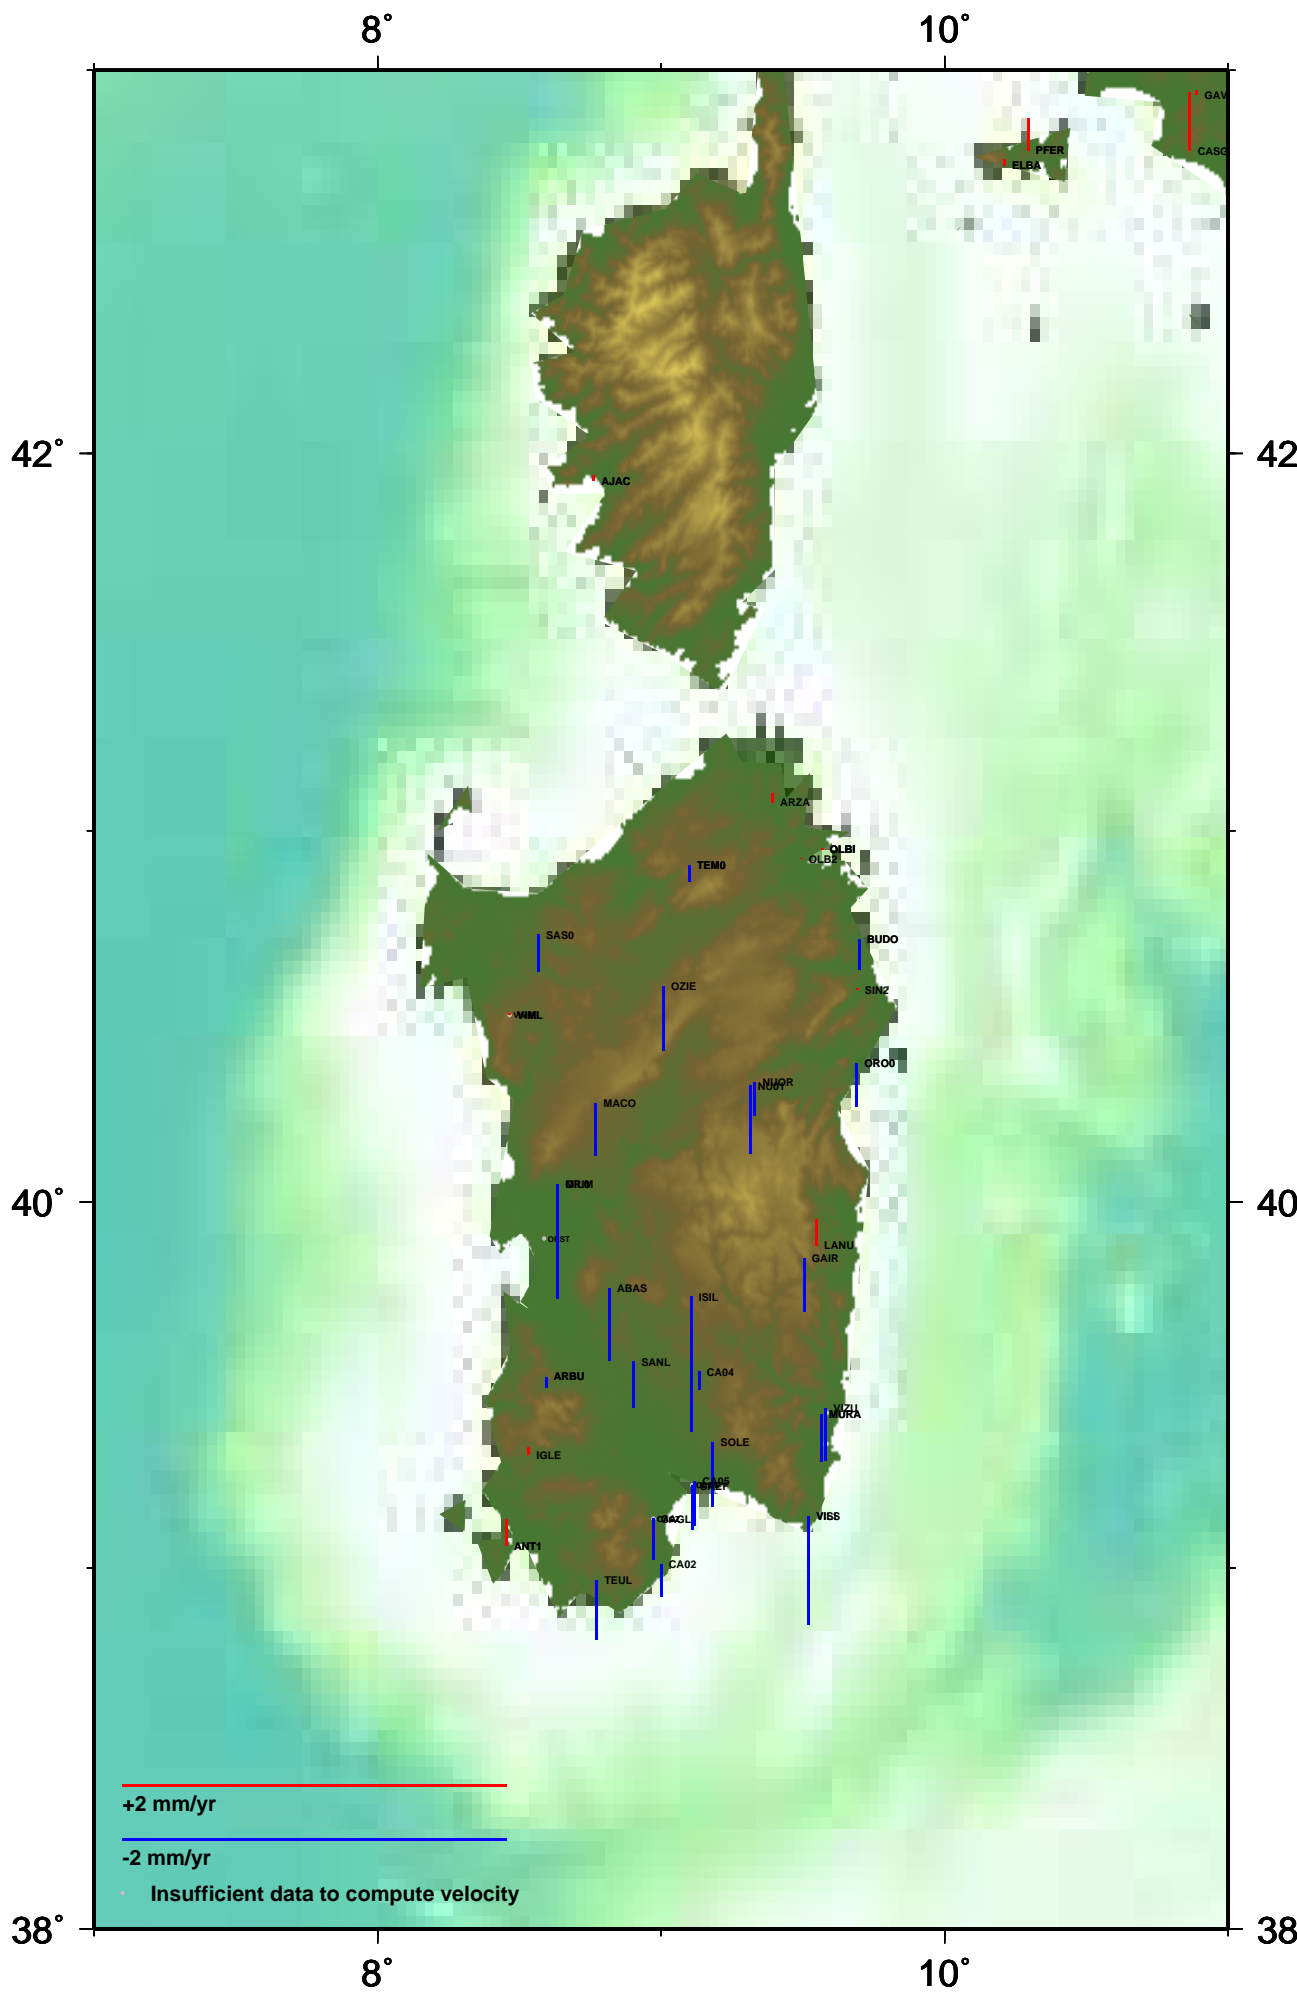 8° 10°
GAV
PFER
CASG
ELBA
42° 42
AJAC
ARZA
OLBI
OLB2
TEM0
SAS0
BUDO
OZIE
SIN2
VIML
ORO0
NUOR
NU01
MACO
40° 40
LANU
GAIR
ABAS
ISIL
SANL
CA04
ARBU
VIZU
MURA
SOLE
IGLE
CA05
ANT1
CA02
TEUL
+2 mm/yr
-2 mm/yr
Insufficient data to compute velocity
38° 38
8° 10°